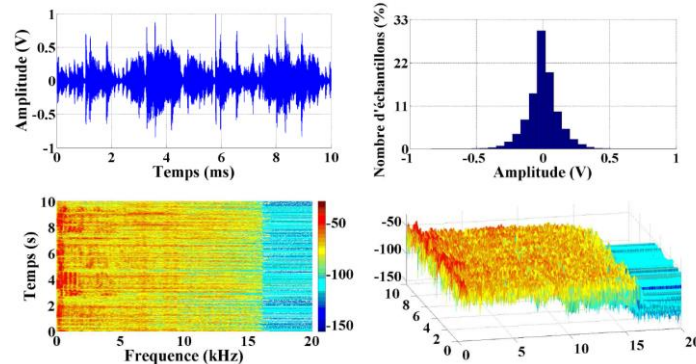 Amplitude (V)
1
0.5
0
-0.5
-1
0 2 4 6 8 10
Temps (ms)
Nombre d'échantillons (%)
33
22
11
0
-1 -0.5 0 0.5 1
Amplitude (V)
Temps (s)
10
8
6
4
2
0
0 5 10 15 20
Frequence (kHz)
-50
-100
-150
-50
-100
-150
10
8
6
4
2
0
0 5 10 15 20